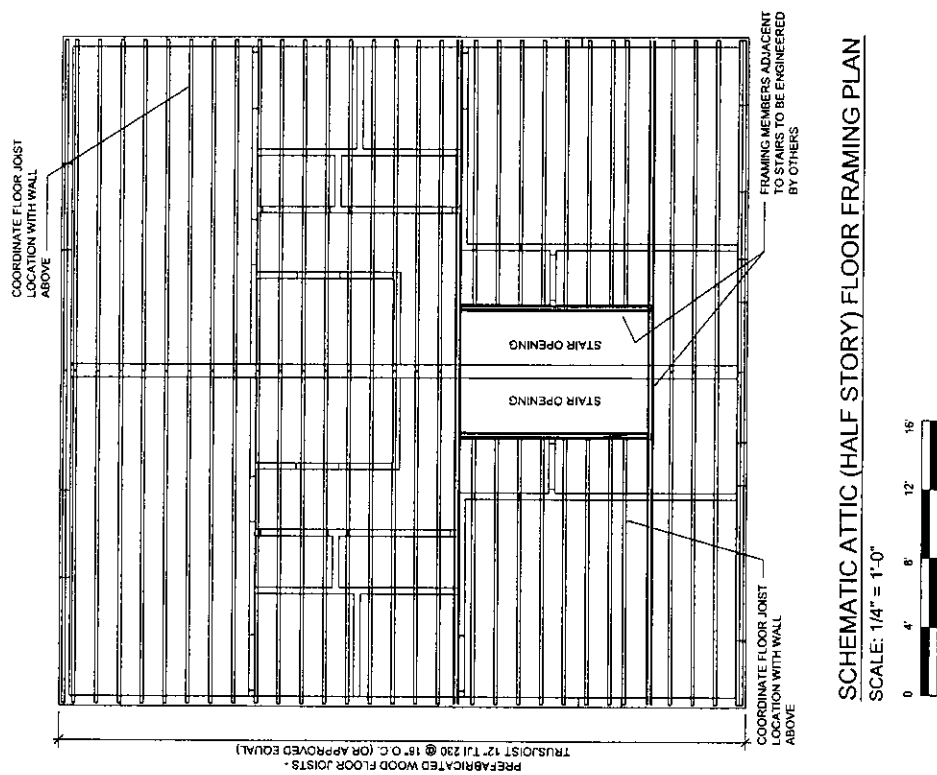 COORDINATE FLOOR JOIST
LOCATION WITH WALL
ABOVE
FRAMING MEMBERS ADJACENT
TO STAIRS TO BE ENGINEERED
BY OTHERS
STAIR OPENING
STAIR OPENING
COORDINATE FLOOR JOIST
LOCATION WITH WALL
ABOVE
PREFABRICATED WOOD FLOOR JOISTS -
TRUSJOIST 12" TJI 230 @ 16" O.C. (OR APPROVED EQUAL)
SCHEMATIC ATTIC (HALF STORY) FLOOR FRAMING PLAN
SCALE: 1/4" = 1'-0"
0 4' 8' 12' 16'